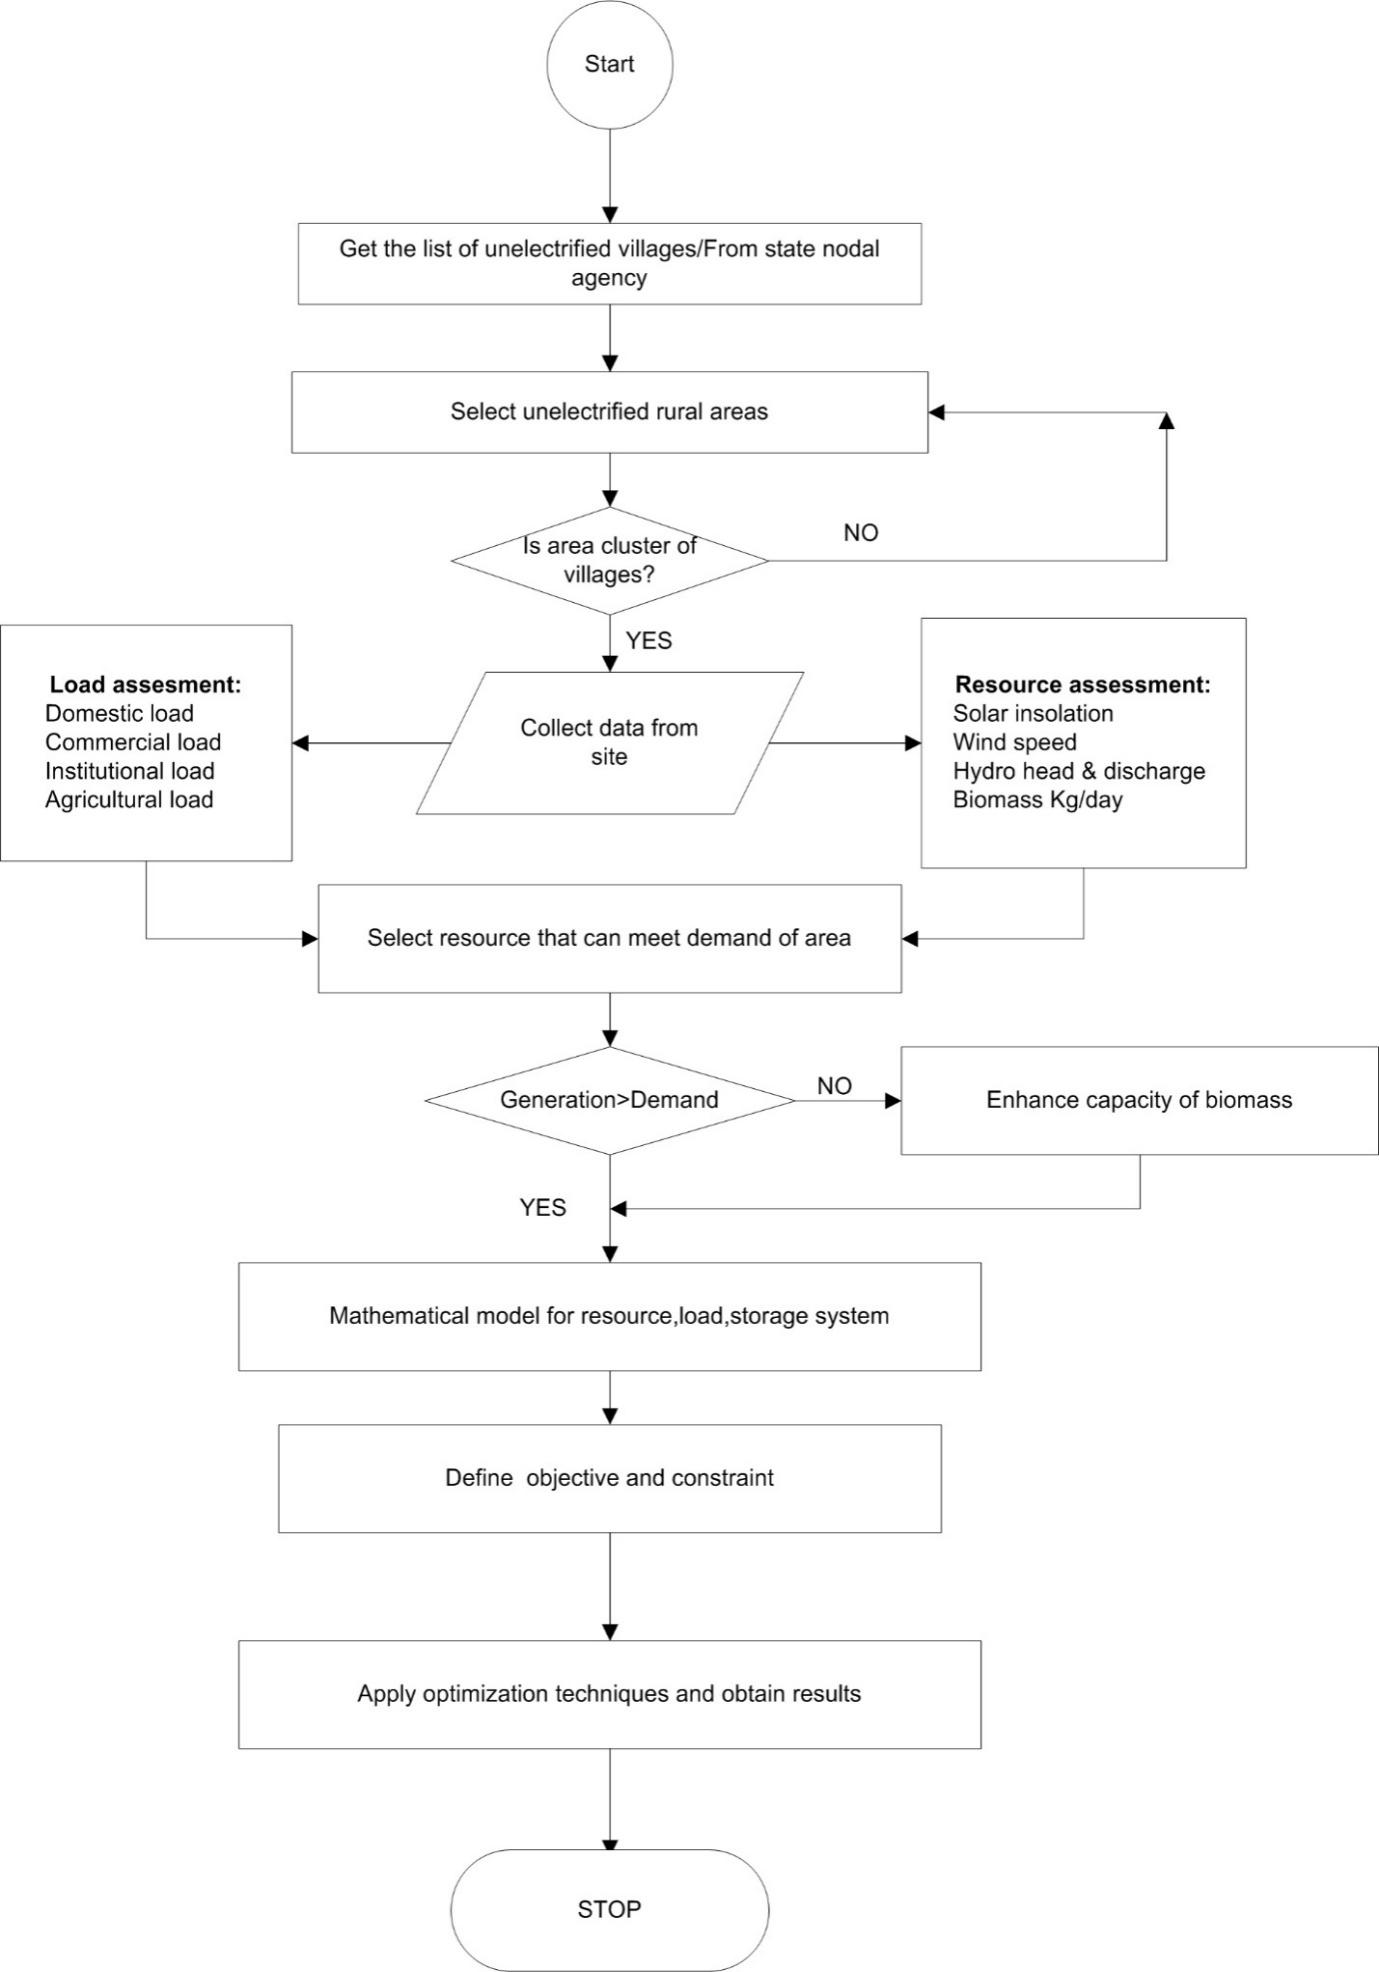 Start
Get the list of unelectrified villages/From state nodal
agency
Select unelectrified rural areas
Is area cluster of
villages?
NO
YES
Load assesment:
Domestic load
Commercial load
Institutional load
Agricultural load
Collect data from
site
Resource assessment:
Solar insolation
Wind speed
Hydro head & discharge
Biomass Kg/day
Select resource that can meet demand of area
Generation>Demand
NO
Enhance capacity of biomass
YES
Mathematical model for resource,load,storage system
Define  objective and constraint
Apply optimization techniques and obtain results
STOP